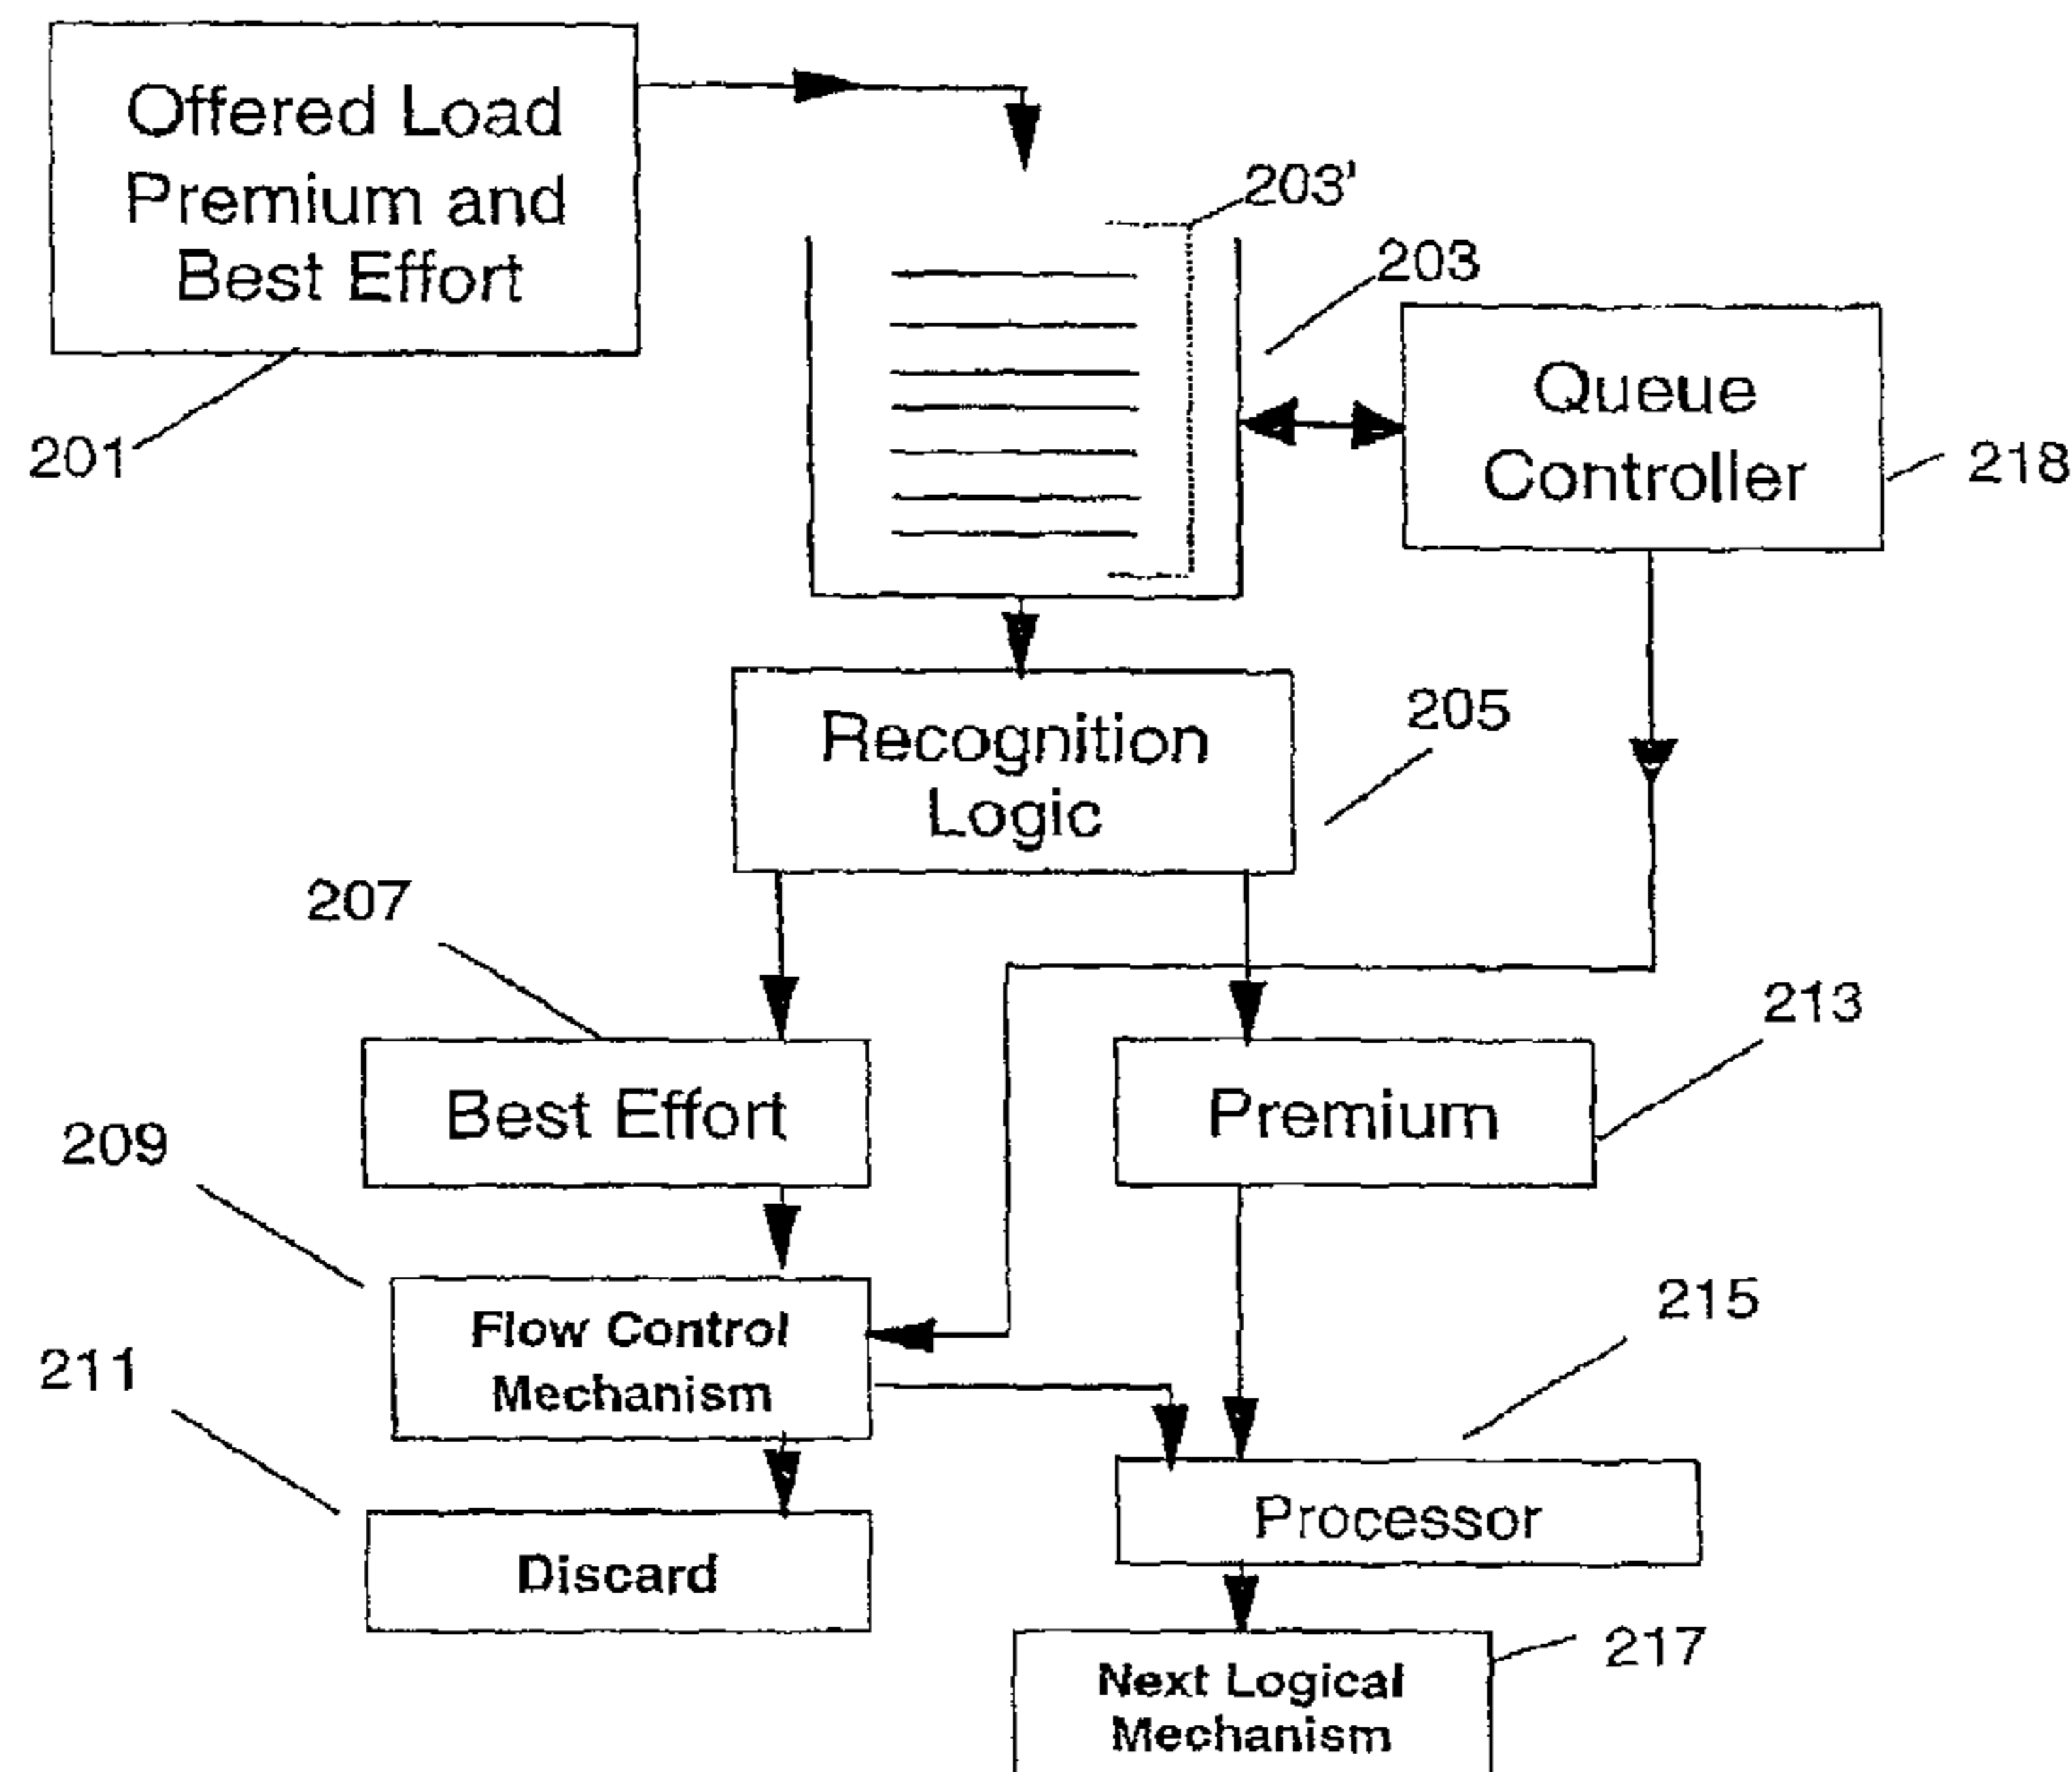 Offered Load
Premium and
Best Effort
201
203'
203
Queue
Controller
218
Recognition
Logic
205
207
Best Effort
Premium
213
209
Flow Control
Mechanism
215
211
Processor
Discard
Next Logical
Mechanism
217